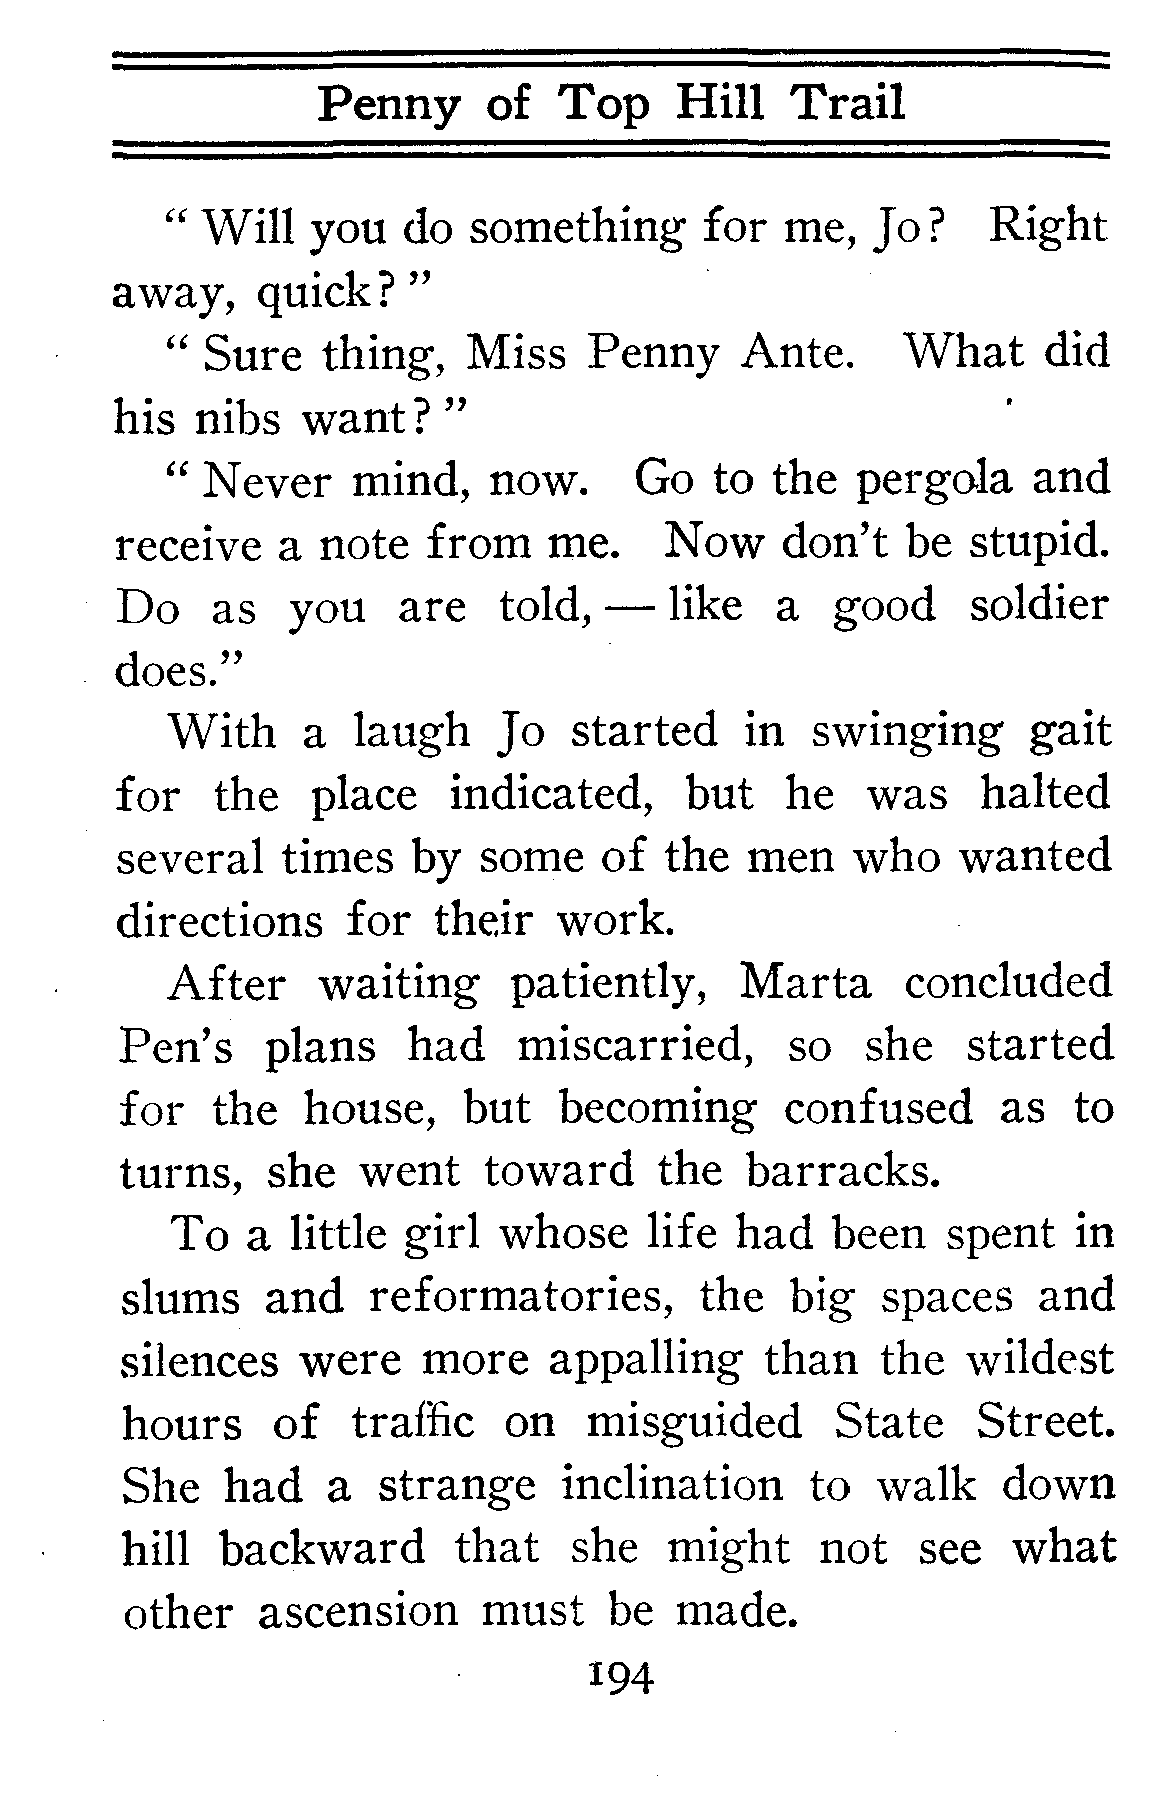 Penny of Top Hill Trail
“ Will you do something for me, Jo? Right
away, quick? ”
“ Sure thing, Miss Penny Ante. What did
his nibs want? ”
“ Never mind, now. Go to the pergola and
receive a note from me. Now don’t be stupid.
Do as you are told, — like a good soldier
does.”
With a laugh Jo started in swinging gait
for the place indicated, but he was halted
several times by some of the men who wanted
directions for their work.
After waiting patiently, Marta concluded
Pen’s plans had miscarried, so she started
for the house, but becoming confused as to
turns, she went toward the barracks.
To a little girl whose life had been spent in
slums and reformatories, the big spaces and
silences were more appalling than the wildest
hours of traffic on misguided State Street.
She had a strange inclination to walk down
hill backward that she might not see what
other ascension must be made.
194